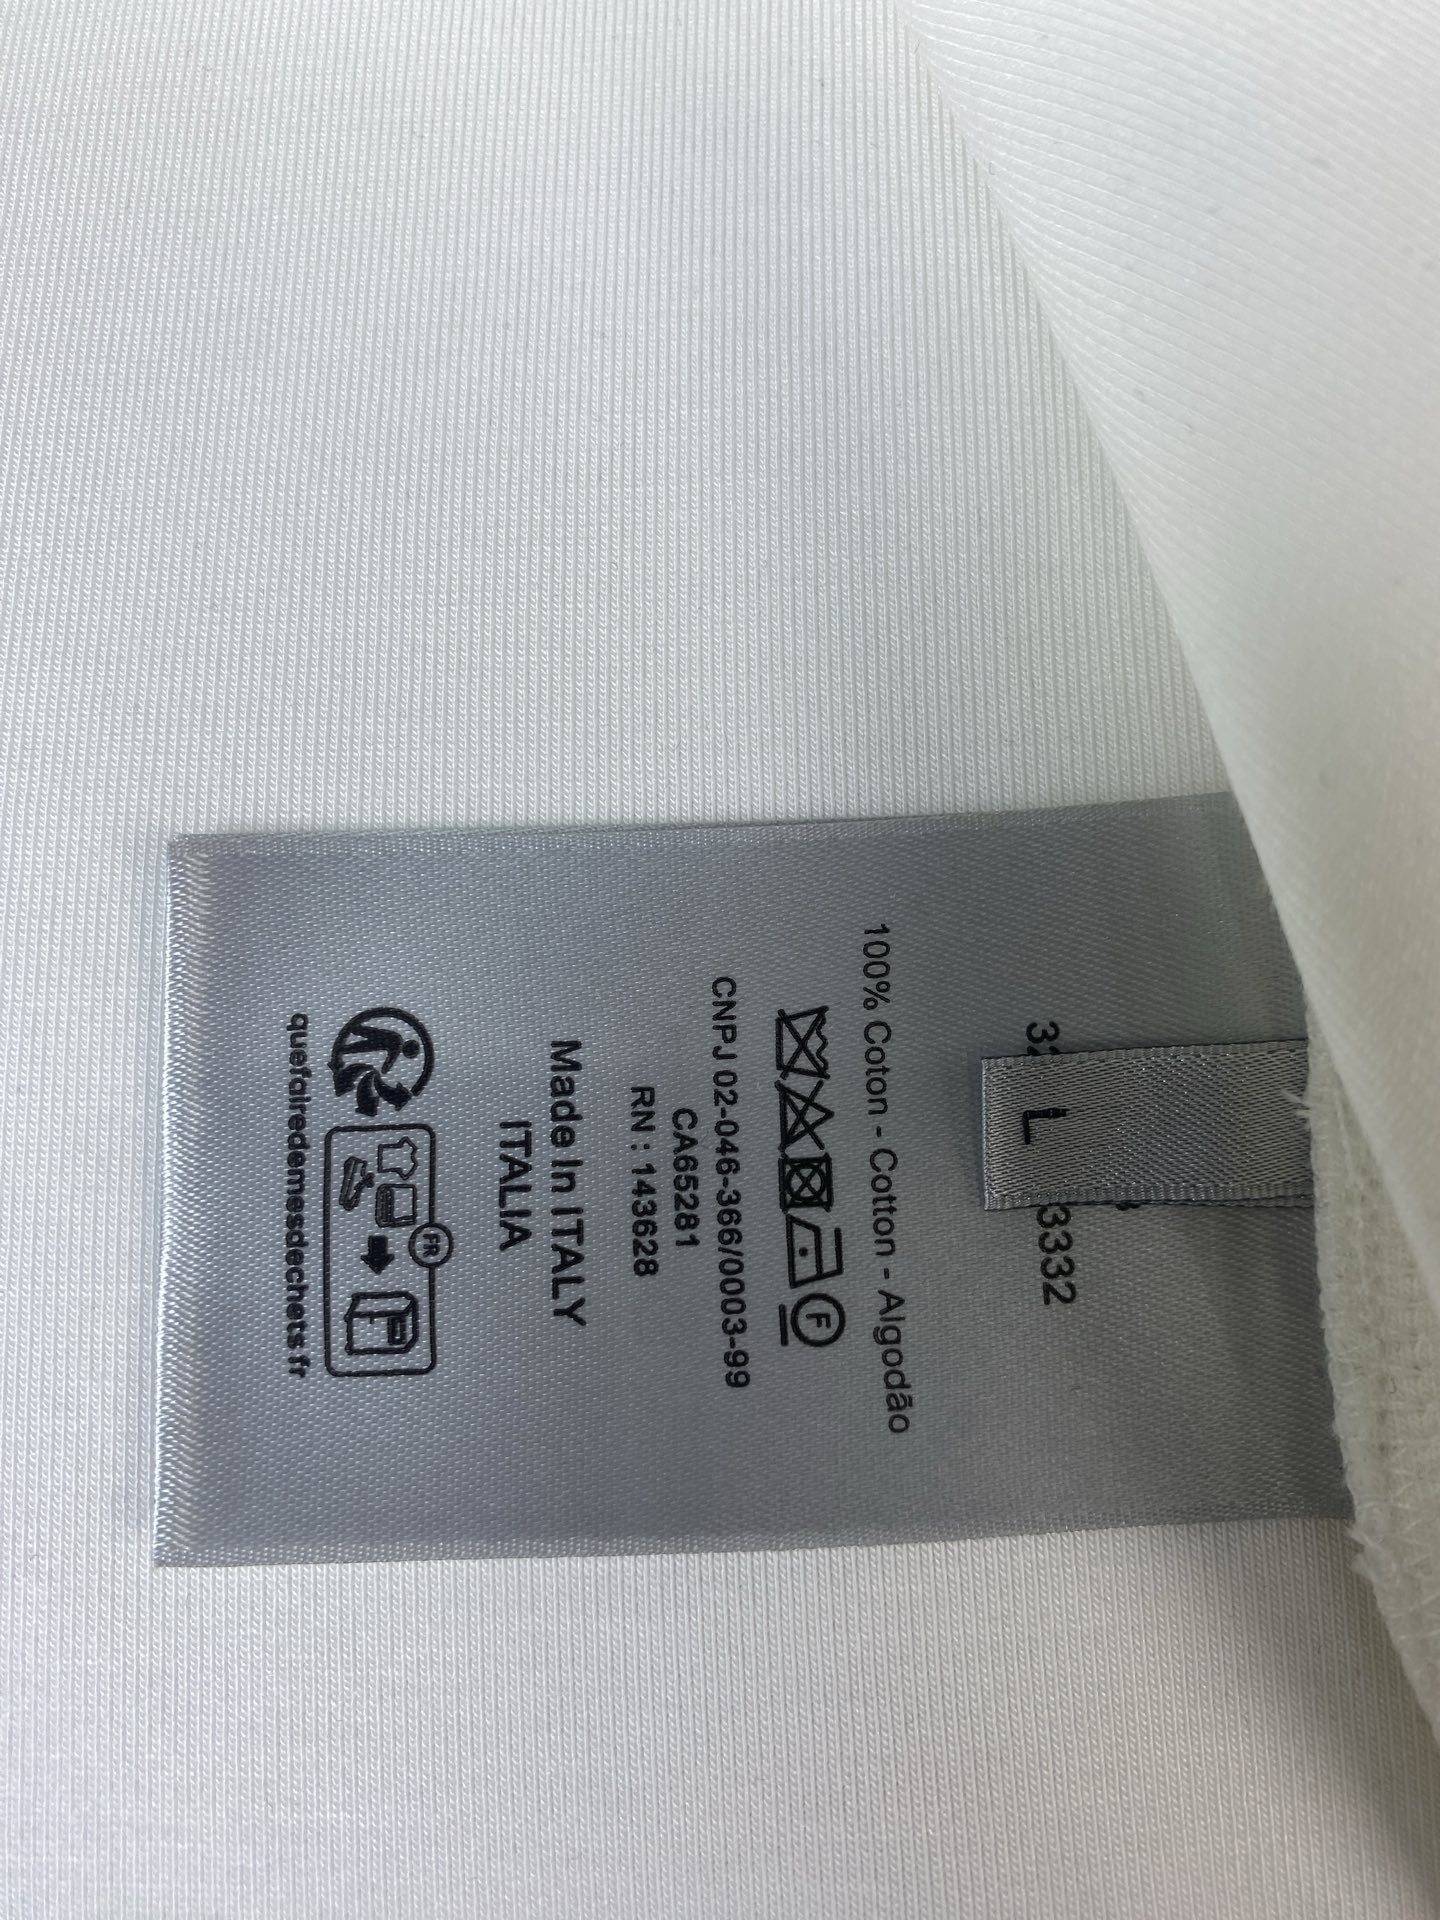 L
3332
100% Coton - Cotton - Algodão
F
CNPJ 02-046-366/0003-99
CA65281
RN : 143628
Made In ITALY
ITALIA
FR
quefairedemesdechets.fr